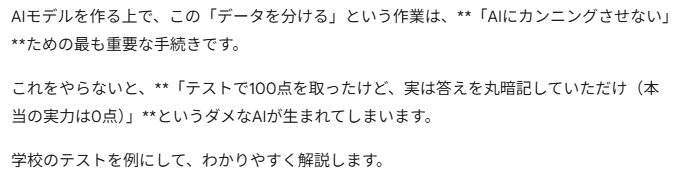 AIモデルを作る上で、この「データを分ける」という作業は、**「AIにカンニングさせない」
**ための最も重要な手続きです。
これをやらないと、**「テストで100点を取ったけど、実は答えを丸暗記していただけ（本
当の実力は0点）」**というダメなAIが生まれてしまいます。
学校のテストを例にして、わかりやすく解説します。